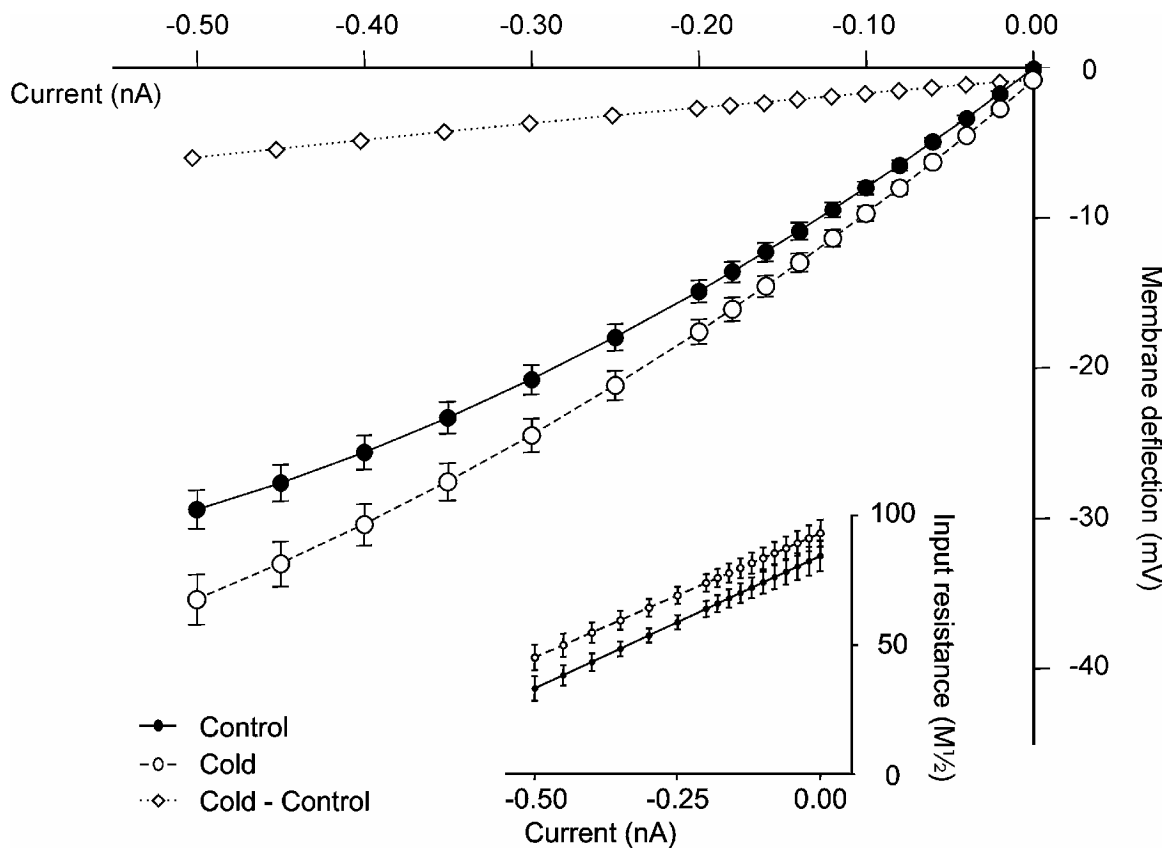 -0.50 -0.40 -0.30 -0.20 -0.10 0.00
Current (nA)
0
-10
-20
-30
-40
Membrane deflection (mV)
100
50
0
Input resistance (M½)
-0.50 -0.25 0.00
Current (nA)
Control
Cold
Cold - Control